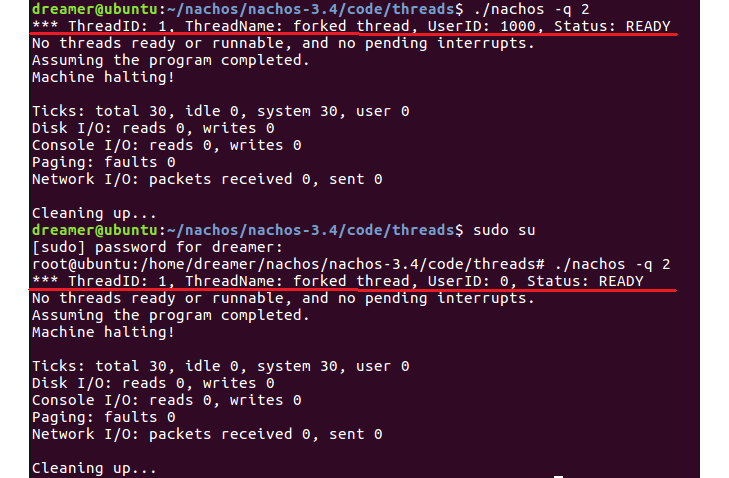 dreamer@ubuntu:~/nachos/nachos-3.4/code/threads$ ./nachos -q 2
*** ThreadID: 1, ThreadName: forked thread, UserID: 1000, Status: READY
No threads ready or runnable, and no pending interrupts.
Assuming the program completed.
Machine halting!
Ticks: total 30, idle 0, system 30, user 0
Disk I/O: reads 0, writes 0
Console I/O: reads 0, writes 0
Paging: faults 0
Network I/O: packets received 0, sent 0
Cleaning up...
dreamer@ubuntu:~/nachos/nachos-3.4/code/threads$ sudo su
[sudo] password for dreamer:
root@ubuntu:/home/dreamer/nachos/nachos-3.4/code/threads# ./nachos -q 2
*** ThreadID: 1, ThreadName: forked thread, UserID: 0, Status: READY
No threads ready or runnable, and no pending interrupts.
Assuming the program completed.
Machine halting!
Ticks: total 30, idle 0, system 30, user 0
Disk I/O: reads 0, writes 0
Console I/O: reads 0, writes 0
Paging: faults 0
Network I/O: packets received 0, sent 0
Cleaning up...